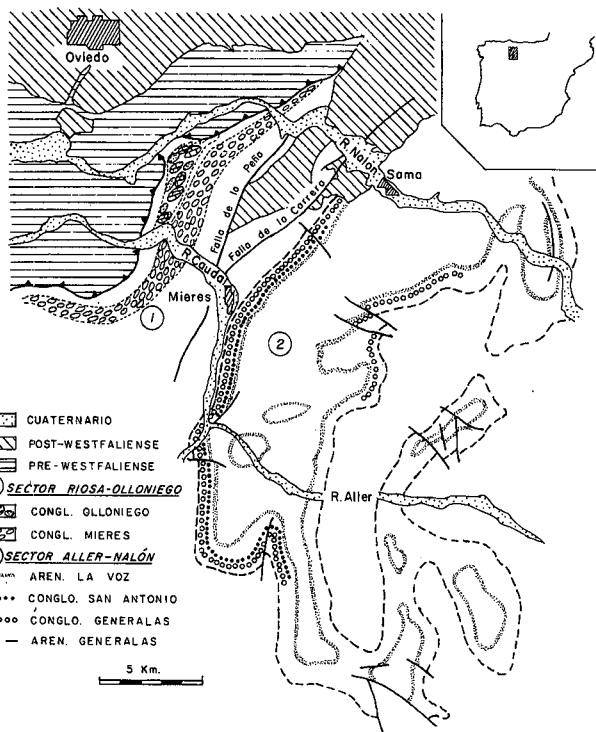 Oviedo
R. Nalon
Sama
Falla de la Peña
Falla de la Carrera
R. Caudal
Mieres
1
2
R. Aller
CUATERNARIO
POST-WESTFALIENSE
PRE-WESTFALIENSE
SECTOR RIOSA-OLLONIEGO
CONGL. OLLONIEGO
CONGL. MIERES
SECTOR ALLER-NALÓN
AREN. LA VOZ
CONGLO. SAN ANTONIO
CONGLO. GENERALAS
AREN. GENERALAS
5 Km.